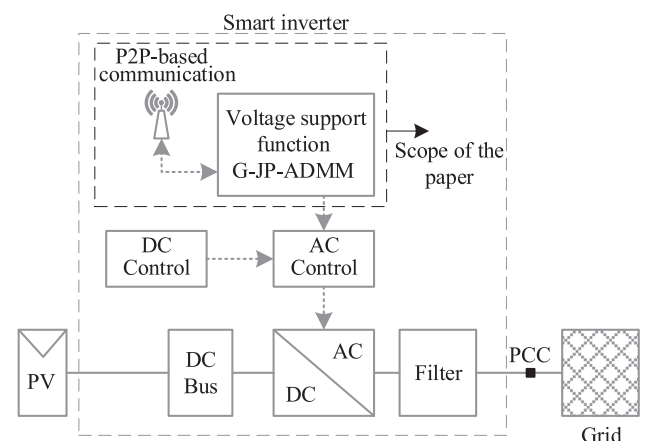 Smart inverter
P2P-based
communication
Voltage support
function
G-JP-ADMM
Scope of the
paper
DC
Control
AC
Control
PV
DC
Bus
AC
DC
Filter
PCC
Grid